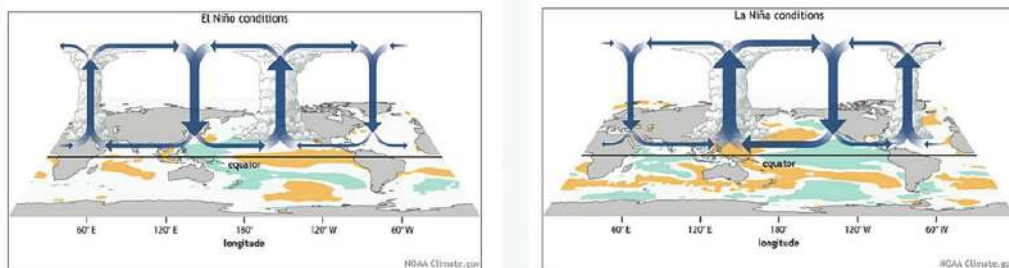 El Niño conditions
equator
60° E 120° E 180° 120° W 60° W
longitude
NOAA Climate.gov
La Niña conditions
equator
60° E 120° E 180° 120° W 60° W
longitude
NOAA Climate.gov